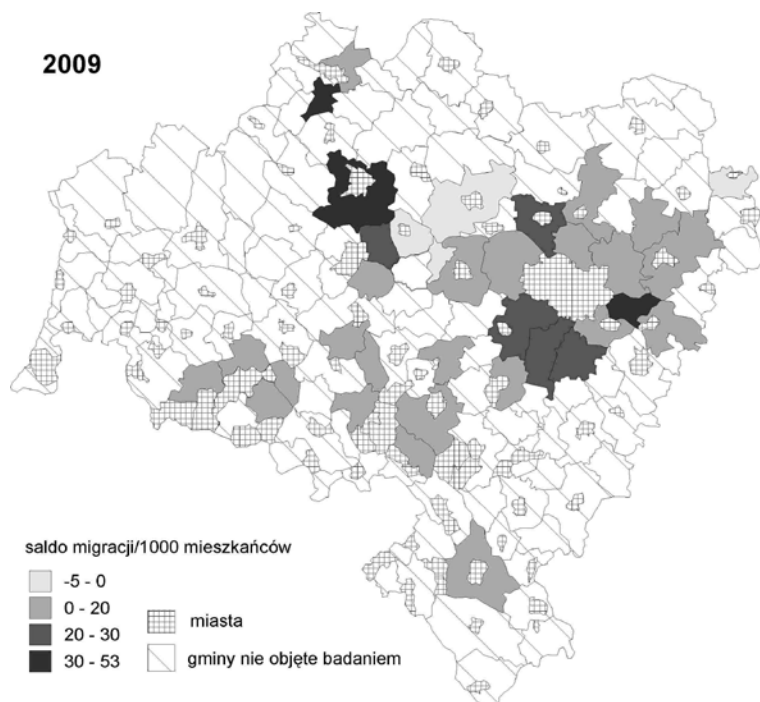 2009
saldo migracji/1000 mieszkańców
-5 - 0
0 - 20
20 - 30
30 - 53
miasta
gminy nie objęte badaniem